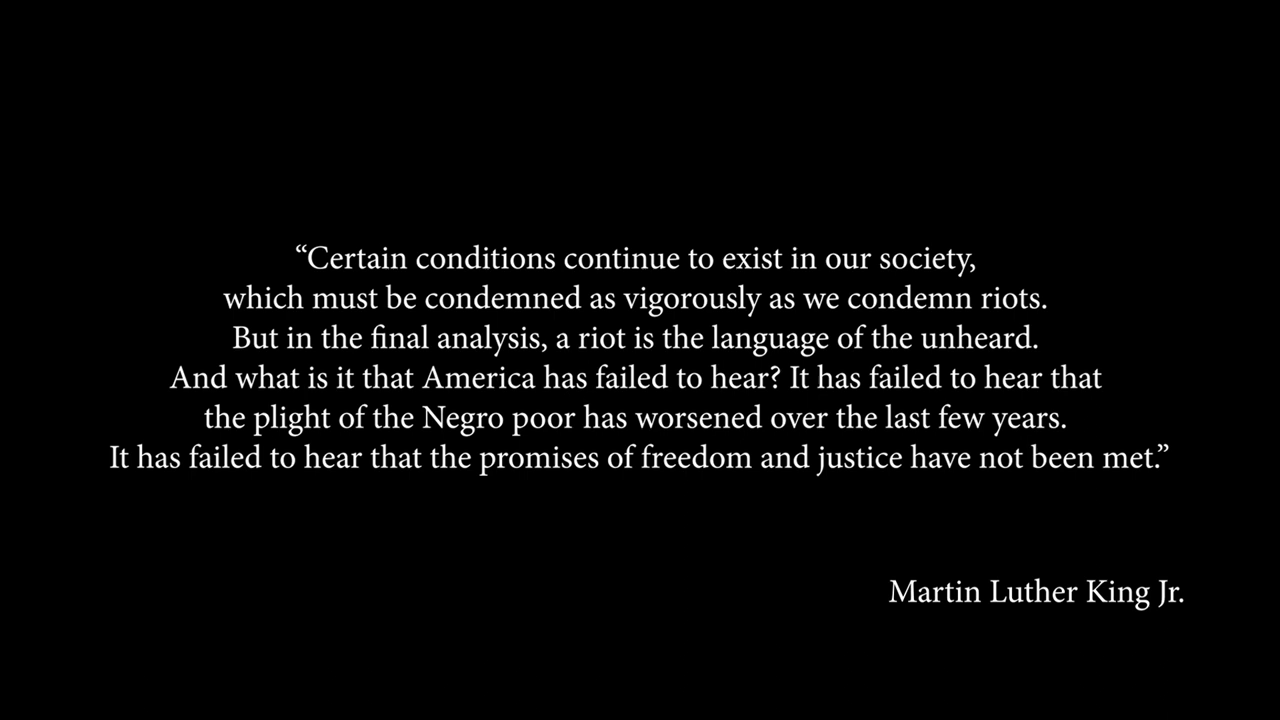 “Certain conditions continue to exist in our society,
which must be condemned as vigorously as we condemn riots.
But in the final analysis, a riot is the language of the unheard.
And what is it that America has failed to hear? It has failed to hear that
the plight of the Negro poor has worsened over the last few years.
It has failed to hear that the promises of freedom and justice have not been met.”
Martin Luther King Jr.